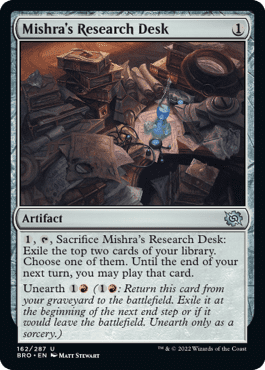 Mishra's Research Desk 1
Artifact
1, T, Sacrifice Mishra's Research Desk:
Exile the top two cards of your library.
Choose one of them. Until the end of your
next turn, you may play that card.
Unearth 1R (1R: Return this card from
your graveyard to the battlefield. Exile it at
the beginning of the next end step or if it
would leave the battlefield. Unearth only as
a sorcery.)
162/287 U
BRO • EN Matt Stewart
™ & © 2022 Wizards of the Coast